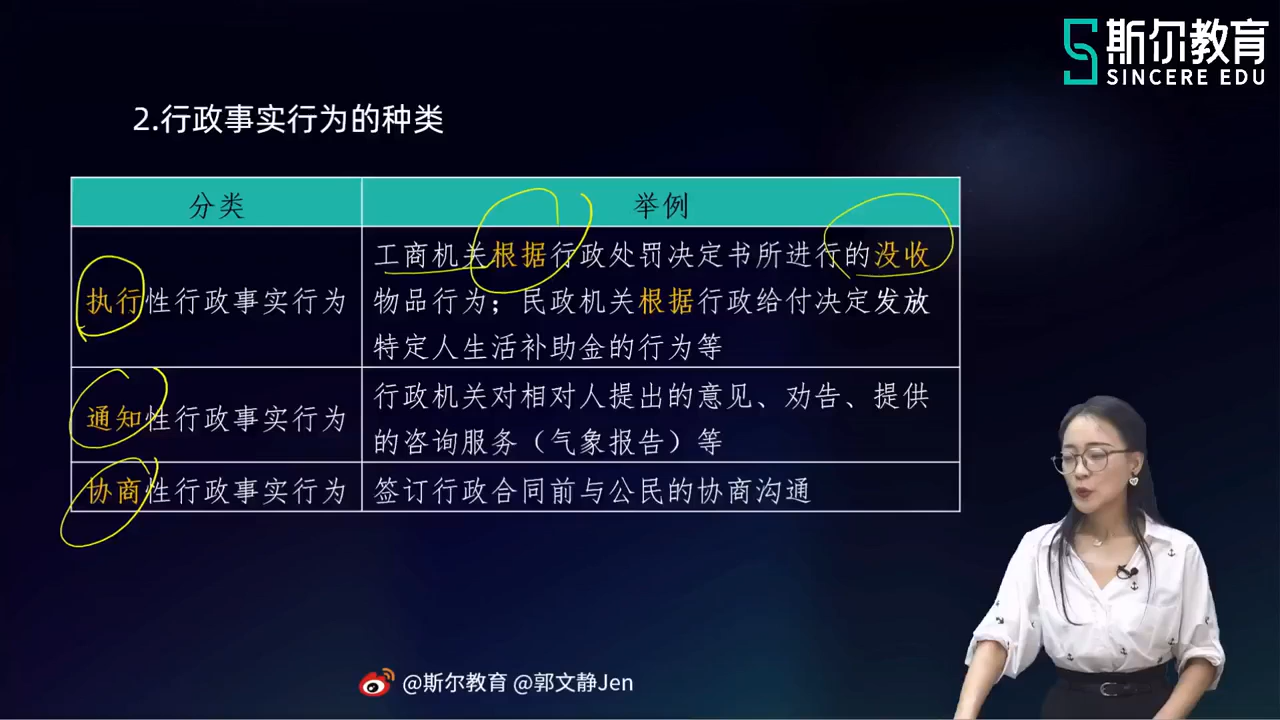 斯尔教育
SINCERE EDU
2.行政事实行为的种类
分类
举例
执行性行政事实行为
工商机关根据行政处罚决定书所进行的没收
物品行为；民政机关根据行政给付决定发放
特定人生活补助金的行为等
通知性行政事实行为
行政机关对相对人提出的意见、劝告、提供
的咨询服务（气象报告）等
协商性行政事实行为
签订行政合同前与公民的协商沟通
@斯尔教育 @郭文静Jen